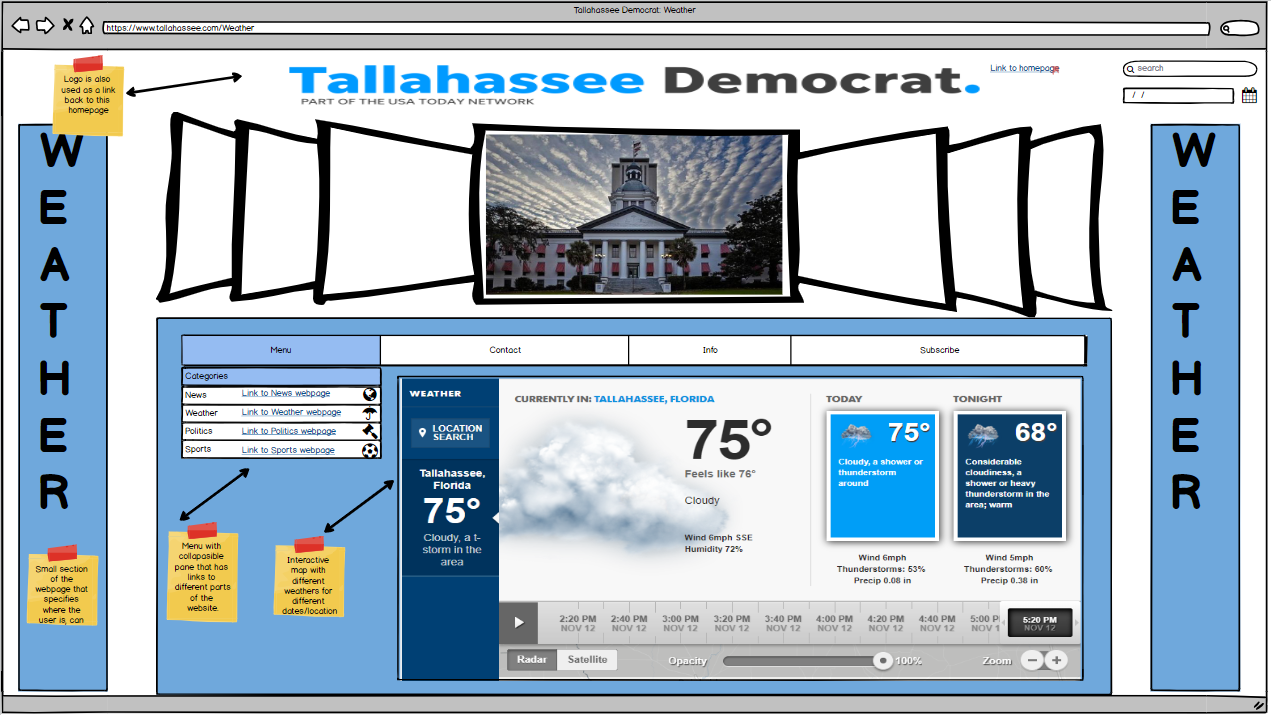 Tallahassee Democrat: Weather
https://www.tallahassee.com/Weather
Logo is also
used as a link
back to this
homepage
Tallahassee Democrat.
PART OF THE USA TODAY NETWORK
Link to homepage
search
/ /
W
E
A
T
H
E
R
W
E
A
T
H
E
R
Menu
Contact
Info
Subscribe
Categories
News
Link to News webpage
Weather
Link to Weather webpage
Politics
Link to Politics webpage
Sports
Link to Sports webpage
WEATHER
LOCATION
SEARCH
Tallahassee,
Florida
75°
Cloudy, a t-
storm in the
area
CURRENTLY IN: TALLAHASSEE, FLORIDA
75°
Feels like 76°
Cloudy
Wind 6mph SSE
Humidity 72%
TODAY
75°
Cloudy, a shower or
thunderstorm
around
Wind 6mph
Thunderstorms: 53%
Precip 0.08 in
TONIGHT
68°
Considerable
cloudiness, a
shower or heavy
thunderstorm in the
area; warm
Wind 5mph
Thunderstorms: 60%
Precip 0.38 in
2:20 PM
NOV 12
2:40 PM
NOV 12
3:00 PM
NOV 12
3:20 PM
NOV 12
3:40 PM
NOV 12
4:00 PM
NOV 12
4:20 PM
NOV 12
4:40 PM
NOV 12
5:00 P
NOV 1
5:20 PM
NOV 12
Radar
Satellite
Opacity
100%
Zoom
Small section
of the
webpage that
specifies
where the
user is, can
Menu with
collapasible
pane that has
links to
different parts
of the
website.
Interactive
map with
different
weathers for
different
dates/location